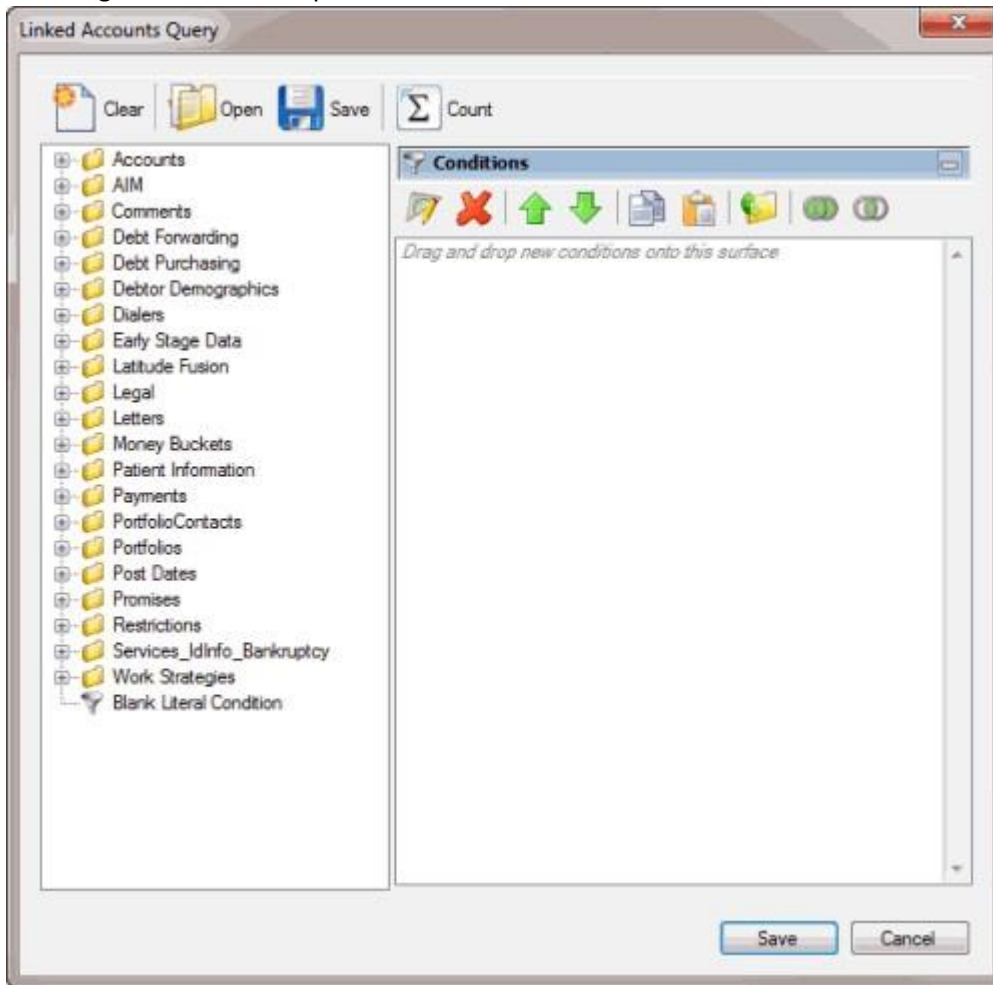 Linked Accounts Query
Clear Open Save Count
Accounts
AIM
Comments
Debt Forwarding
Debt Purchasing
Debtor Demographics
Dialers
Early Stage Data
Latitude Fusion
Legal
Letters
Money Buckets
Patient Information
Payments
PortfolioContacts
Portfolios
Post Dates
Promises
Restrictions
Services_IdInfo_Bankruptcy
Work Strategies
Blank Literal Condition
Conditions
Drag and drop new conditions onto this surface
Save Cancel